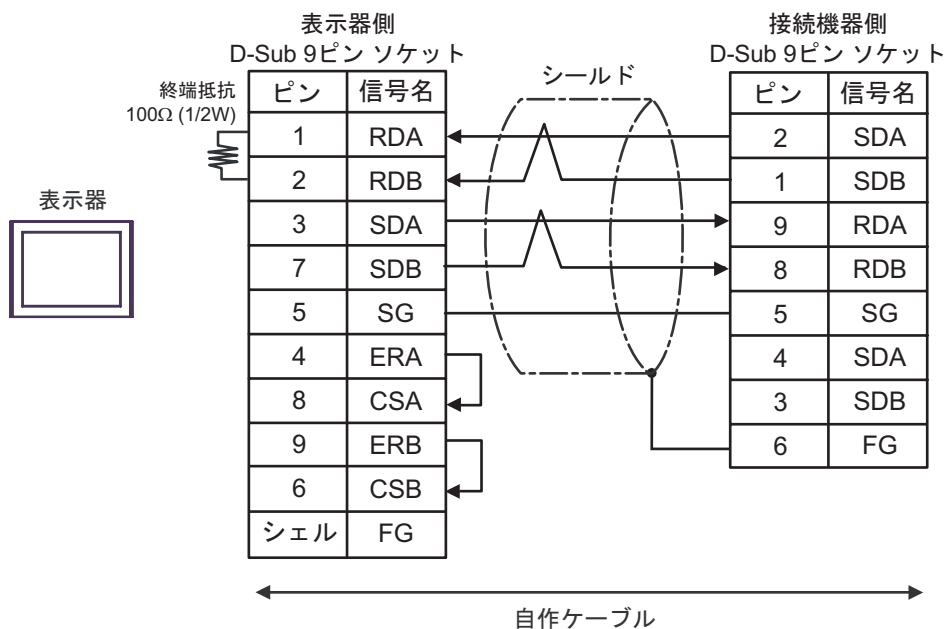 表示器側
D-Sub 9ピン ソケット
接続機器側
D-Sub 9ピン ソケット
シールド
終端抵抗
100Ω (1/2W)
表示器
ピン 信号名
1 RDA
2 RDB
3 SDA
7 SDB
5 SG
4 ERA
8 CSA
9 ERB
6 CSB
シェル FG
ピン 信号名
2 SDA
1 SDB
9 RDA
8 RDB
5 SG
4 SDA
3 SDB
6 FG
自作ケーブル